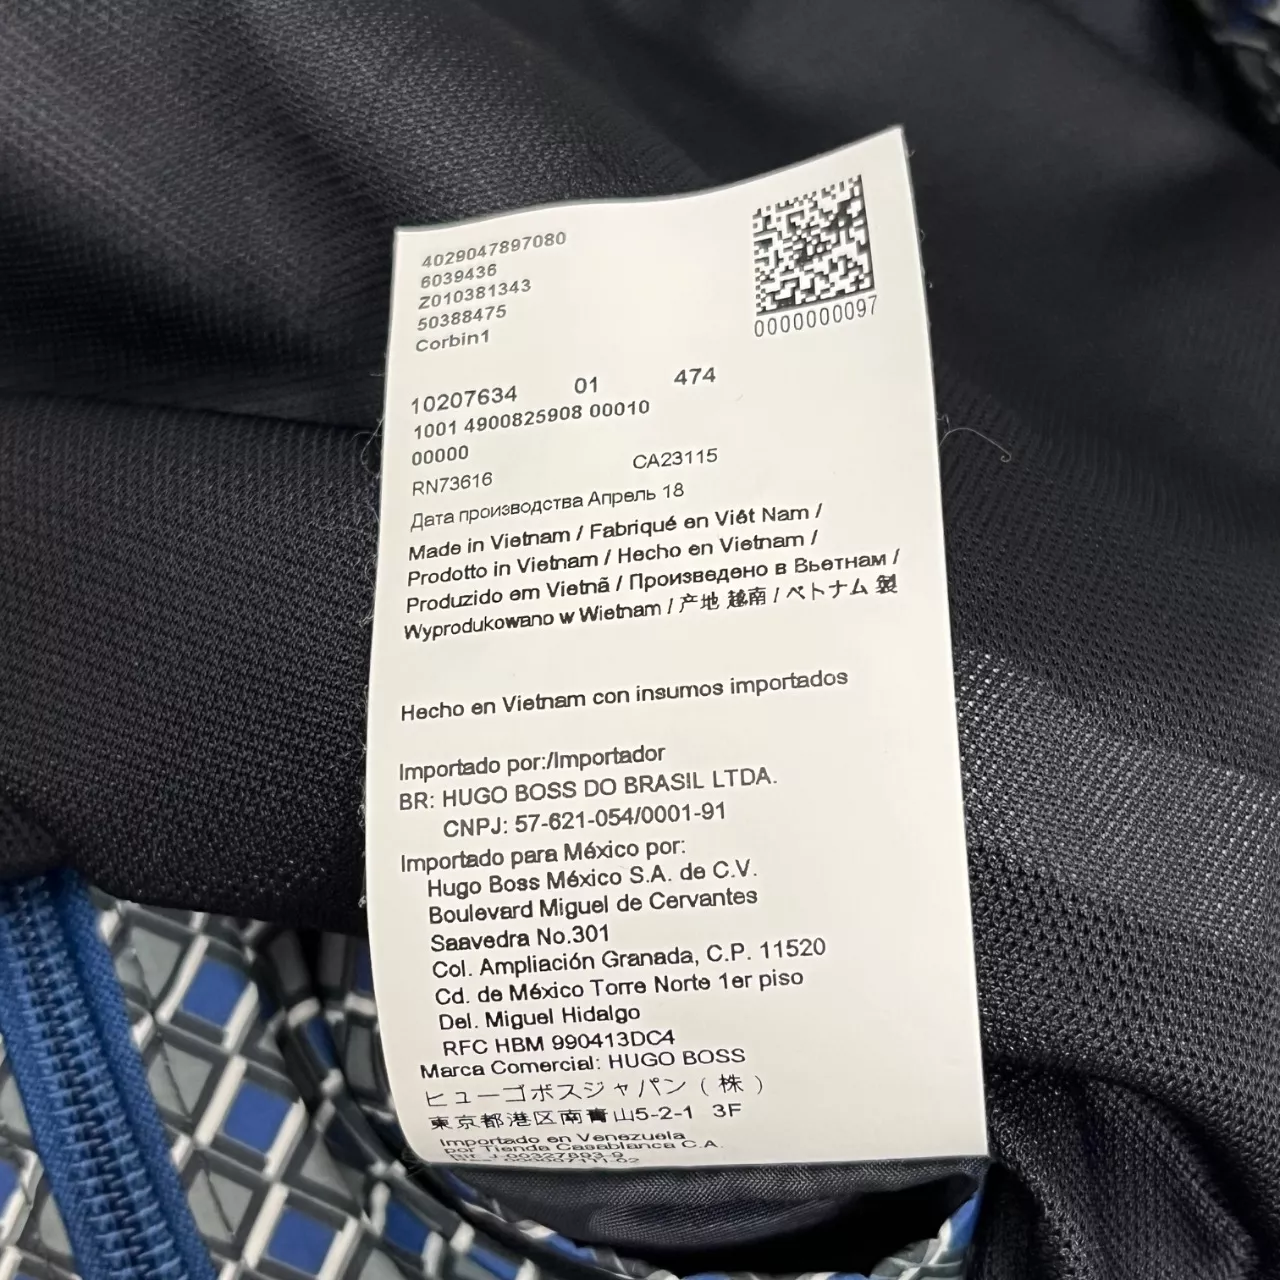 4029047897080
6039436
Z010381343
50388475
Corbin1
0000000097
10207634 01 474
1001 4900825908 00010
00000
RN73616 CA23115
Дата производства Апрель 18
Made in Vietnam / Fabriqué en Viêt Nam /
Prodotto in Vietnam / Hecho en Vietnam /
Produzido em Vietnã / Произведено в Вьетнам /
Wyprodukowano w Wietnam / 产地 越南 / ベトナム 製
Hecho en Vietnam con insumos importados
Importado por:/Importador
BR: HUGO BOSS DO BRASIL LTDA.
CNPJ: 57-621-054/0001-91
Importado para México por:
Hugo Boss México S.A. de C.V.
Boulevard Miguel de Cervantes
Saavedra No.301
Col. Ampliación Granada, C.P. 11520
Cd. de México Torre Norte 1er piso
Del. Miguel Hidalgo
RFC HBM 990413DC4
Marca Comercial: HUGO BOSS
ヒューゴボスジャパン（株）
東京都港区南青山5-2-1 3F
Importado en Venezuela
por Tienda Casablanca C.A.